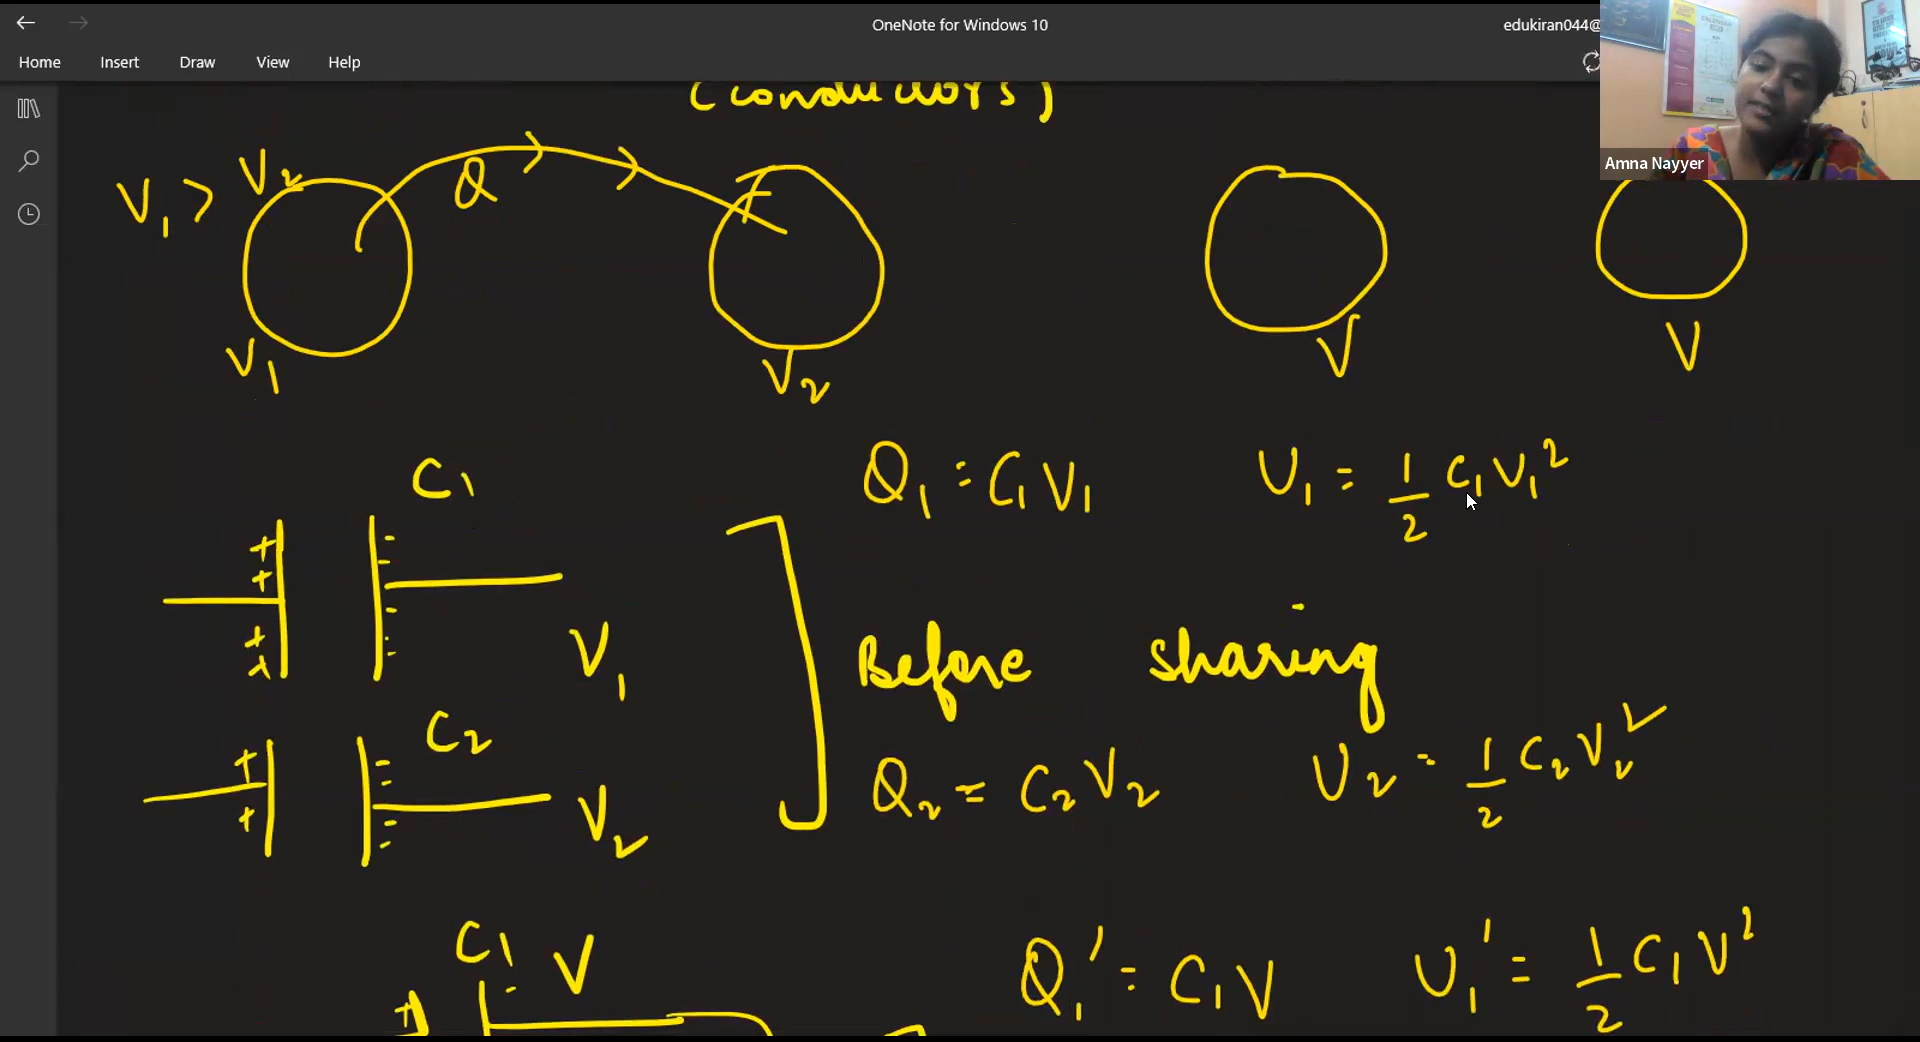 OneNote for Windows 10
edukiran044@
Home Insert Draw View Help
Amna Nayyer
(conductors)
V₁ > V₂
Q
V₁
V₂
V
V
C₁
Q₁ = C₁V₁
U₁ = 1/2 C₁V₁²
V₁
Before sharing
C₂
V₂
Q₂ = C₂V₂
U₂ = 1/2 C₂V₂²
C₁ V
Q₁' = C₁V
U₁' = 1/2 C₁V²